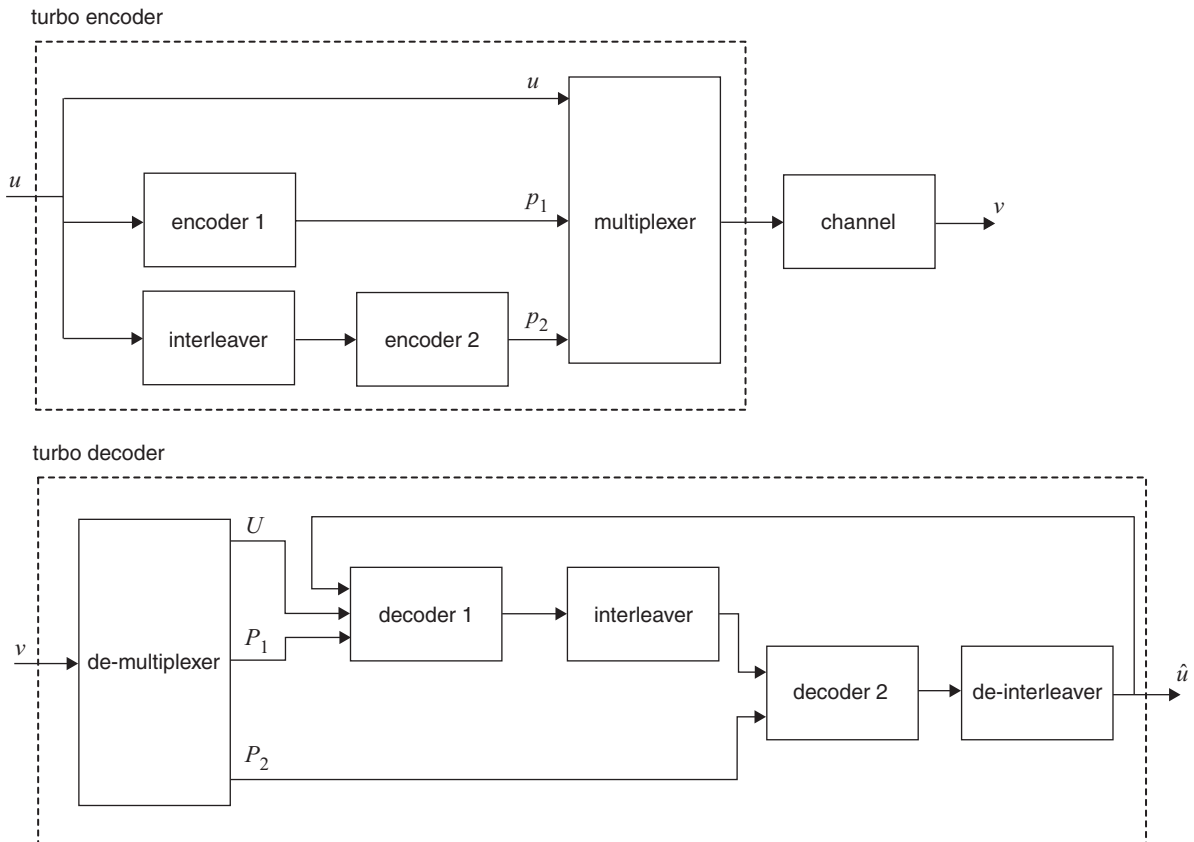 turbo encoder
u
u
encoder 1
p1
multiplexer
channel
v
interleaver
encoder 2
p2
turbo decoder
U
decoder 1
interleaver
P1
v
de-multiplexer
decoder 2
de-interleaver
û
P2